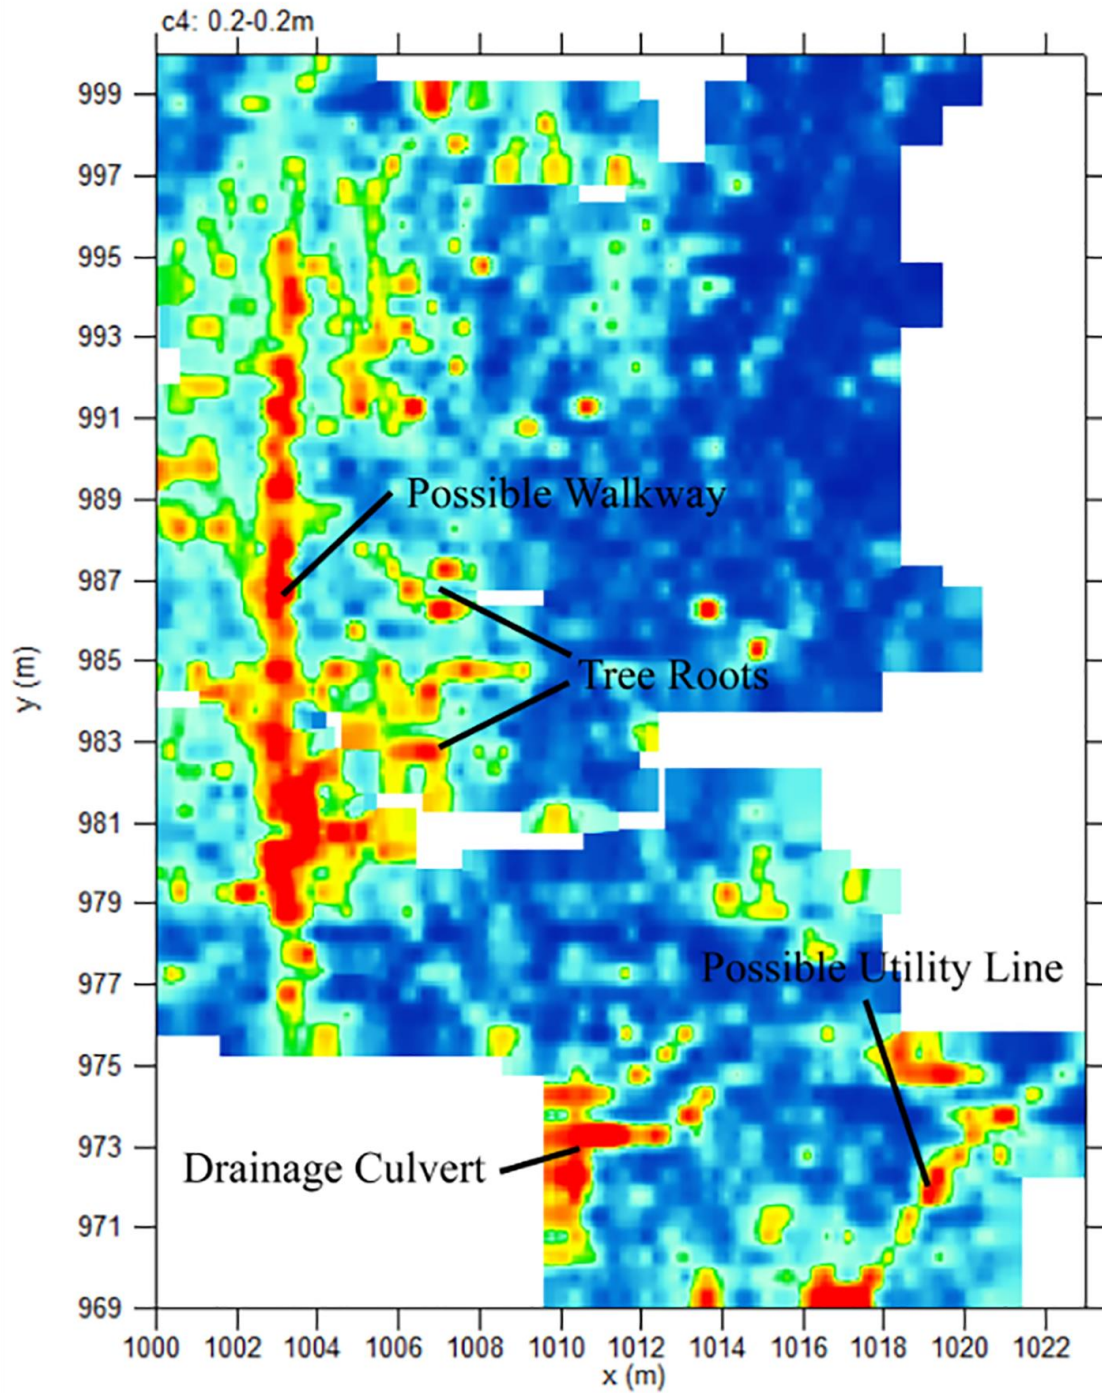 c4: 0.2-0.2m
999
997
995
993
991
989
Possible Walkway
987
985
Tree Roots
y (m)
983
981
979
977
Possible Utility Line
975
973
Drainage Culvert
971
969
1000 1002 1004 1006 1008 1010 1012 1014 1016 1018 1020 1022
x (m)